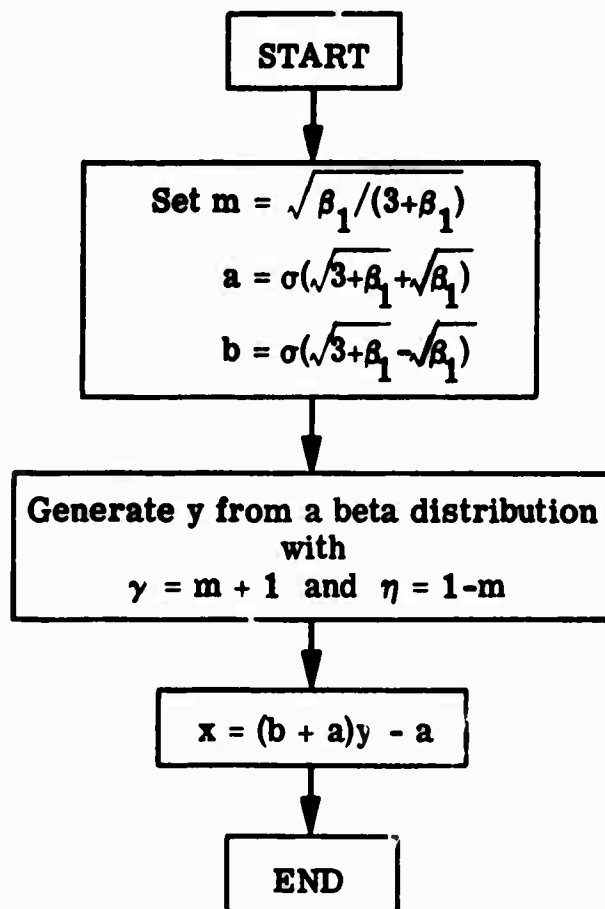 START
Set m = √β₁/(3+β₁)
a = σ(√3+β₁+√β₁)
b = σ(√3+β₁-√β₁)
Generate y from a beta distribution
with
γ = m + 1 and η = 1-m
x = (b + a)y - a
END